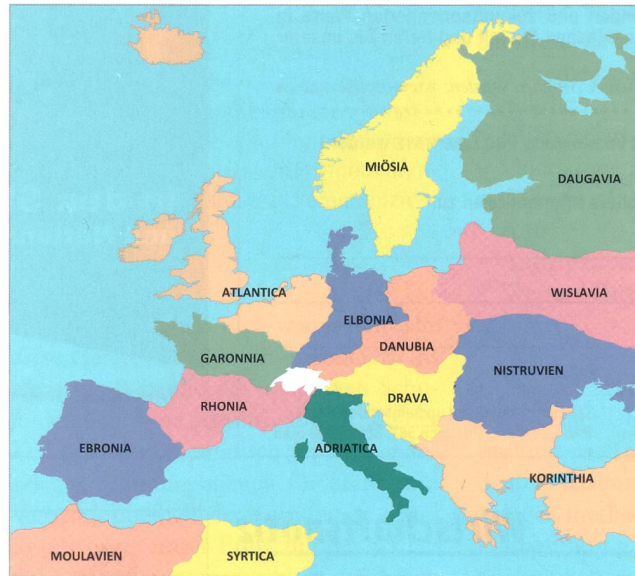 MIÖSIA
DAUGAVIA
ATLANTICA
WISLAVIA
ELBONIA
DANUBIA
GARONNIA
NISTRUVIEN
DRAVA
RHONIA
EBRONIA
ADRIATICA
KORINTHIA
MOULAVIEN
SYRTICA